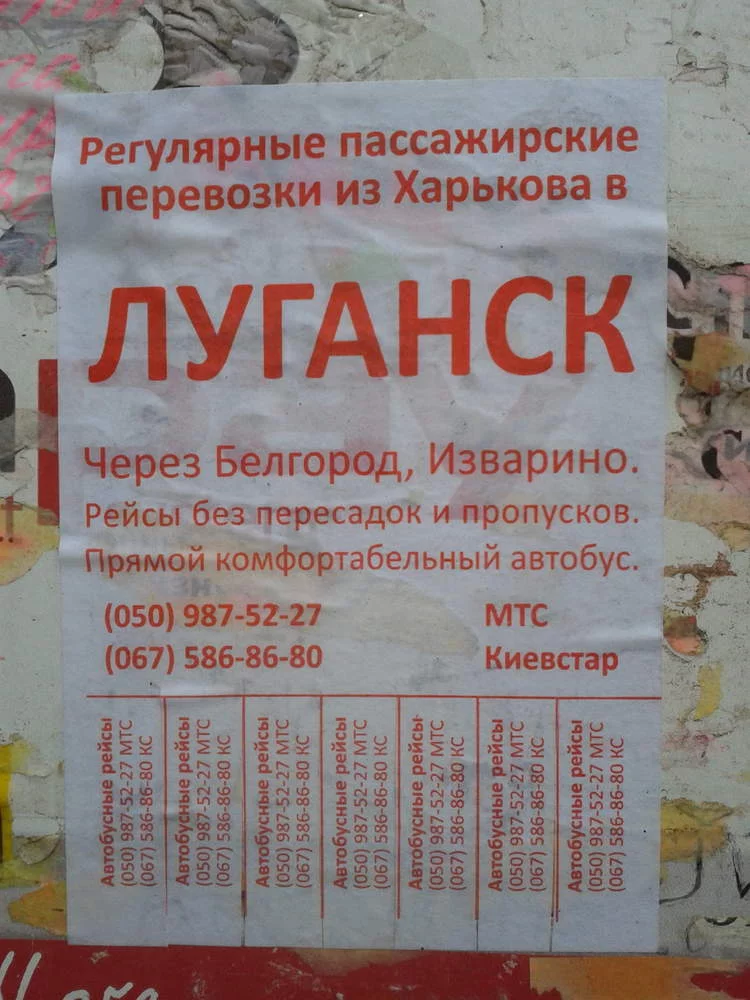 Регулярные пассажирские
перевозки из Харькова в
ЛУГАНСК
Через Белгород, Изварино.
Рейсы без пересадок и пропусков.
Прямой комфортабельный автобус.
(050) 987-52-27 МТС
(067) 586-86-80 Киевстар
Автобусные рейсы
(050) 987-52-27 МТС
(067) 586-86-80 КС
Автобусные рейсы
(050) 987-52-27 МТС
(067) 586-86-80 КС
Автобусные рейсы
(050) 987-52-27 МТС
(067) 586-86-80 КС
Автобусные рейсы
(050) 987-52-27 МТС
(067) 586-86-80 КС
Автобусные рейсы
(050) 987-52-27 МТС
(067) 586-86-80 КС
Автобусные рейсы
(050) 987-52-27 МТС
(067) 586-86-80 КС
Автобусные рейсы
(050) 987-52-27 МТС
(067) 586-86-80 КС